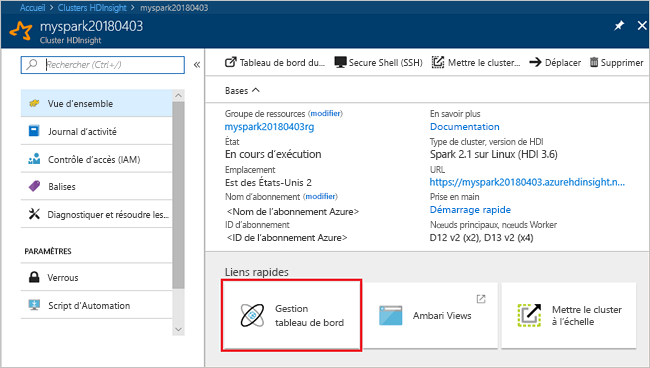 Accueil > Clusters HDInsight > myspark20180403
myspark20180403
Cluster HDInsight
Rechercher (Ctrl+/)
Vue d'ensemble
Journal d'activité
Contrôle d'accès (IAM)
Balises
Diagnostiquer et résoudre les...
PARAMÈTRES
Verrous
Script d'Automation
Tableau de bord du...
Secure Shell (SSH)
Mettre le cluster...
Déplacer
Supprimer
Bases
Groupe de ressources (modifier)
myspark20180403rg
État
En cours d'exécution
Emplacement
Est des États-Unis 2
Nom d'abonnement (modifier)
<Nom de l'abonnement Azure>
ID d'abonnement
<ID de l'abonnement Azure>
En savoir plus
Documentation
Type de cluster, version de HDI
Spark 2.1 sur Linux (HDI 3.6)
URL
https://myspark20180403.azurehdinsight.n...
Prise en main
Démarrage rapide
Nœuds principaux, nœuds Worker
D12 v2 (x2), D13 v2 (x4)
Liens rapides
Gestion
tableau de bord
Ambari Views
Mettre le cluster
à l'échelle